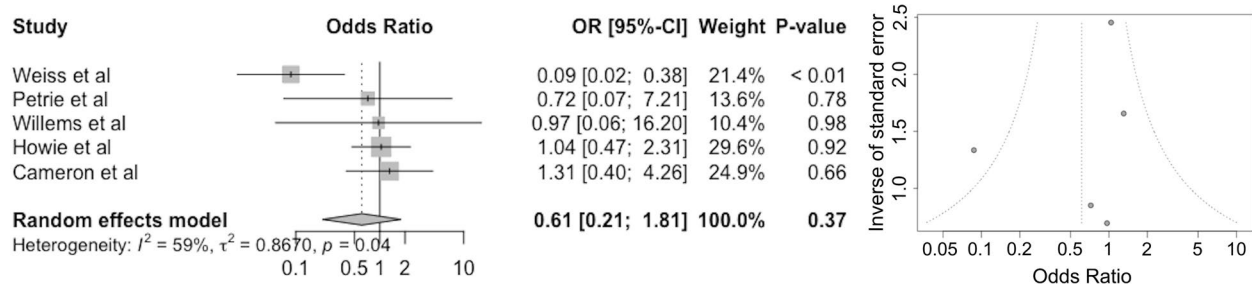 Study Odds Ratio OR [95%-CI] Weight P-value
Weiss et al 0.09 [0.02; 0.38] 21.4% < 0.01
Petrie et al 0.72 [0.07; 7.21] 13.6% 0.78
Willems et al 0.97 [0.06; 16.20] 10.4% 0.98
Howie et al 1.04 [0.47; 2.31] 29.6% 0.92
Cameron et al 1.31 [0.40; 4.26] 24.9% 0.66
Random effects model 0.61 [0.21; 1.81] 100.0% 0.37
Heterogeneity: I² = 59%, τ² = 0.8670, p = 0.04
0.1 0.5 1 2 10
Inverse of standard error
2.5
2.0
1.5
1.0
0.05 0.1 0.2 0.5 1 2 5 10
Odds Ratio